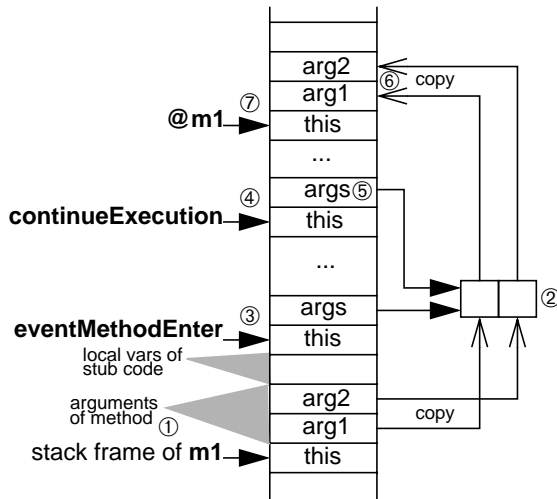 arg2
⑥ copy
arg1
⑦
@m1
this
...
args⑤
④
continueExecution
this
...
②
args
③
eventMethodEnter
this
local vars of
stub code
arguments
of method ①
arg2
copy
arg1
stack frame of m1
this